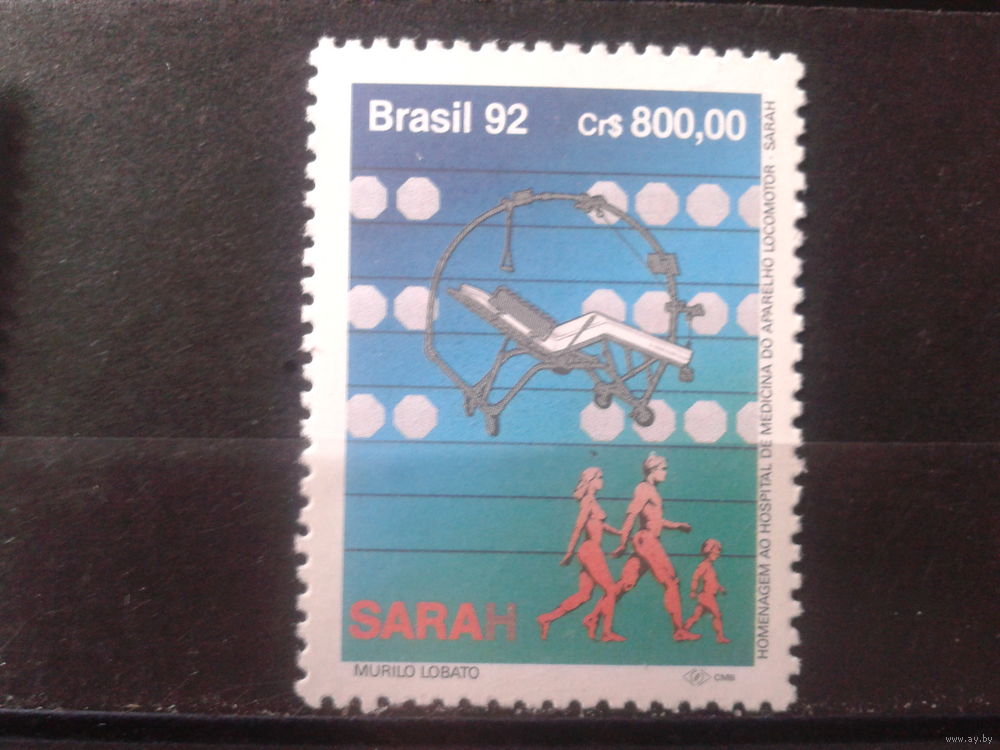 Brasil 92
Cr$ 800,00
HOMENAGEM AO HOSPITAL DE MEDICINA DO APARELHO LOCOMOTOR - SARAH
SARAH
MURILO LOBATO
CMB
www.ay.by